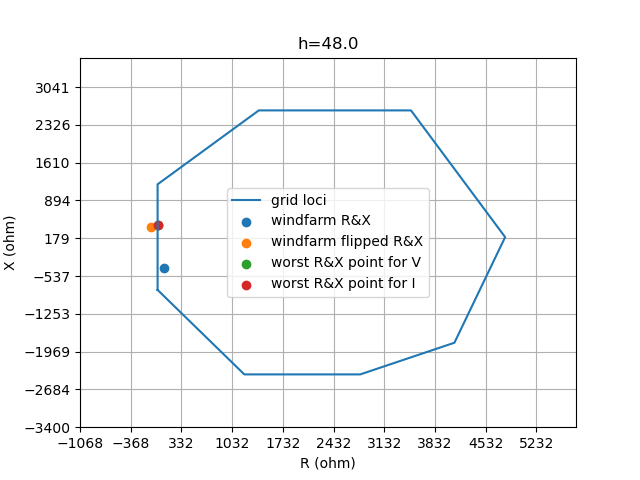 h=48.0
3041
2326
1610
894
179
−537
−1253
−1969
−2684
−3400
X (ohm)
grid loci
windfarm R&X
windfarm flipped R&X
worst R&X point for V
worst R&X point for I
−1068 −368 332 1032 1732 2432 3132 3832 4532 5232
R (ohm)